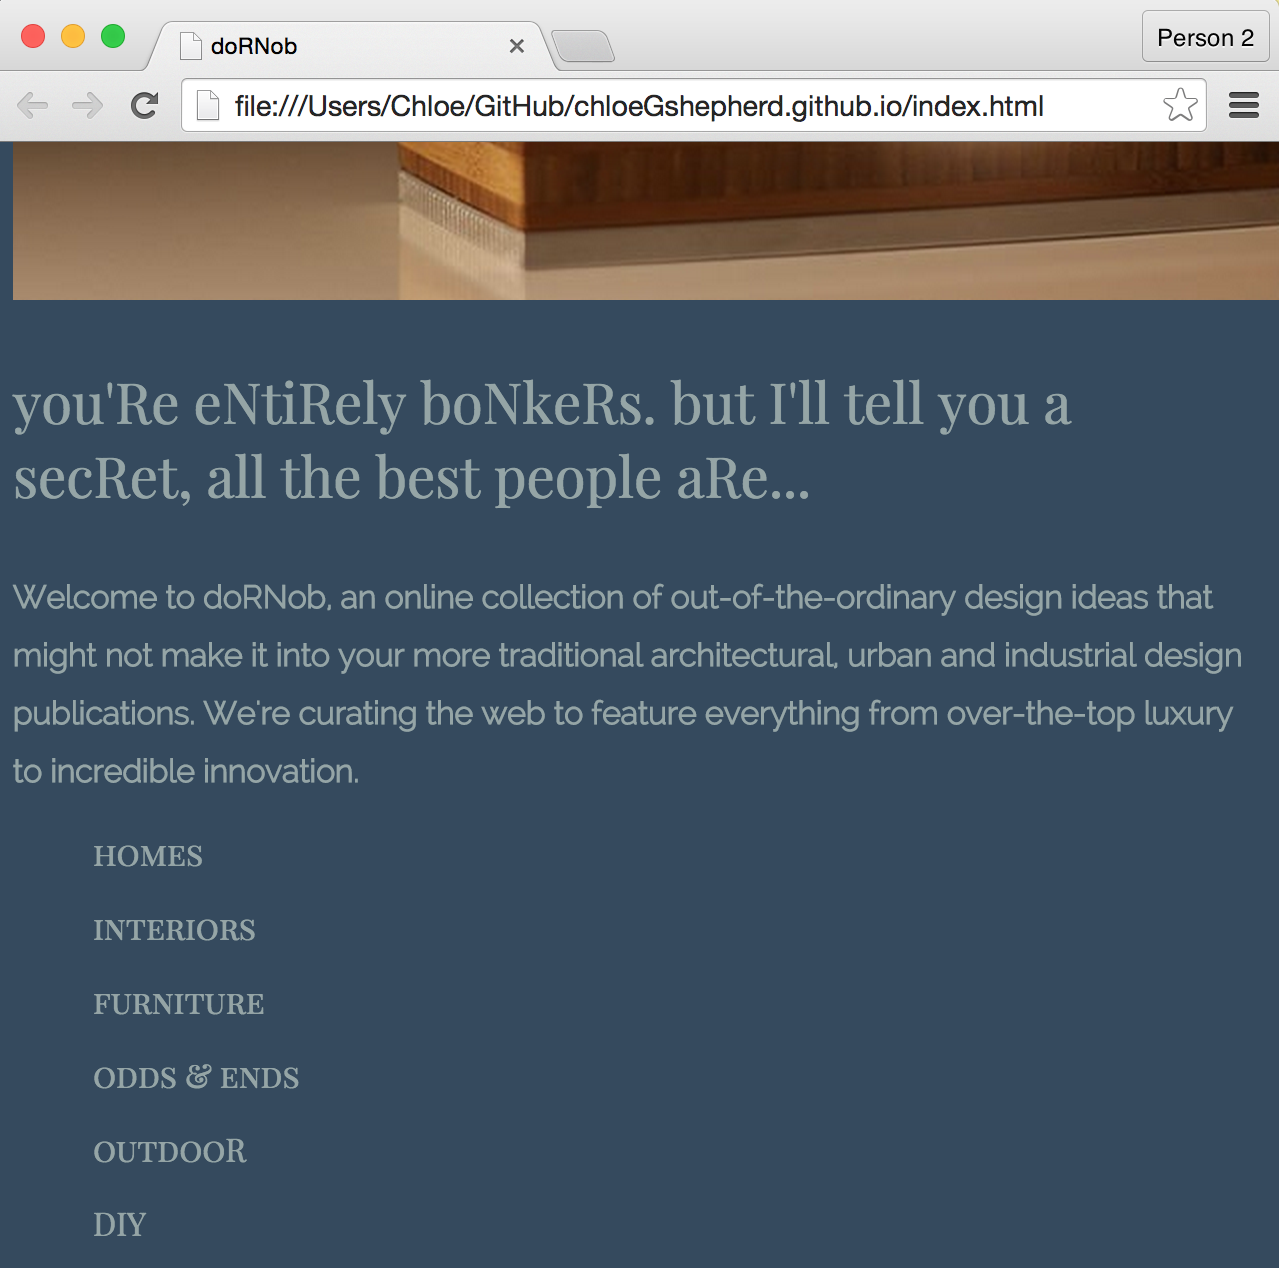 doRNob
Person 2
file:///Users/Chloe/GitHub/chloeGshepherd.github.io/index.html
you'Re eNtiRely boNkeRs. but I'll tell you a
secRet, all the best people aRe...
Welcome to doRNob, an online collection of out-of-the-ordinary design ideas that
might not make it into your more traditional architectural, urban and industrial design
publications. We're curating the web to feature everything from over-the-top luxury
to incredible innovation.
HOMES
INTERIORS
FURNITURE
ODDS & ENDS
OUTDOOR
DIY